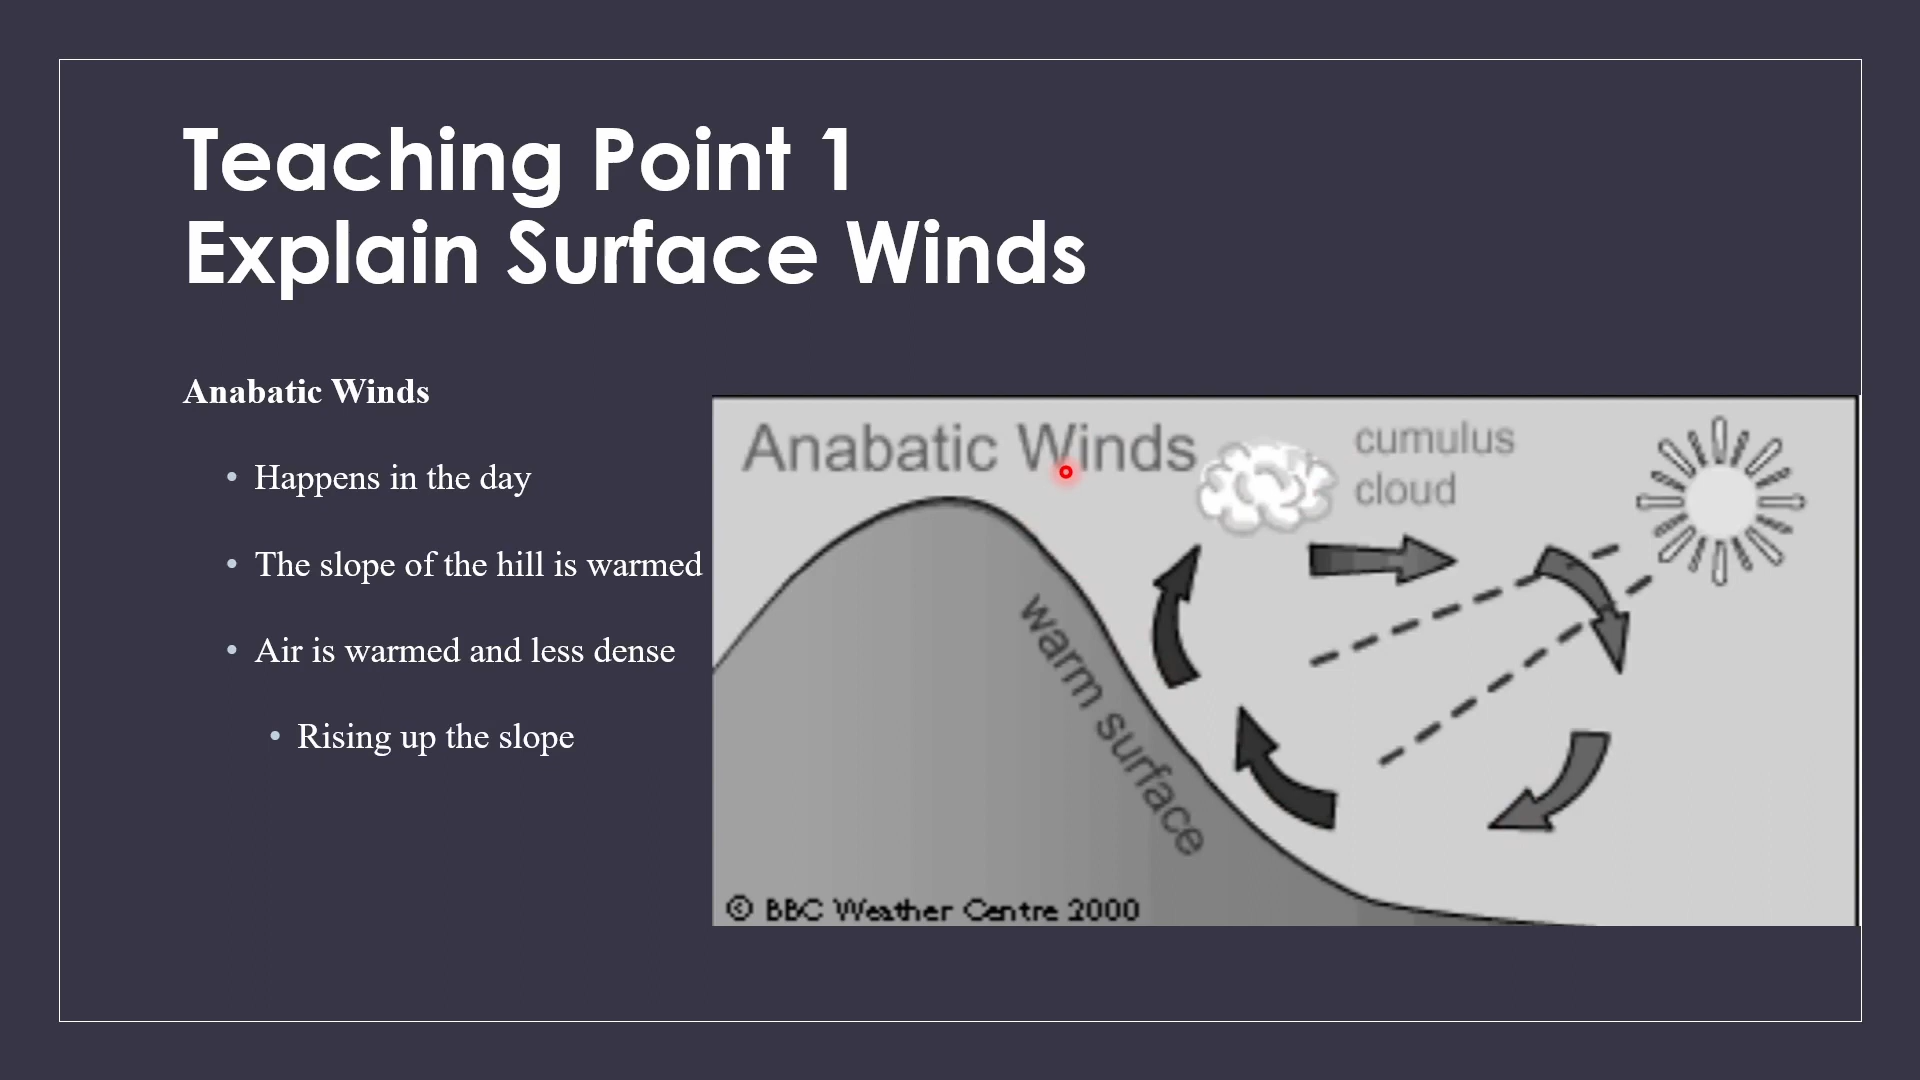 Teaching Point 1
Explain Surface Winds
Anabatic Winds
• Happens in the day
• The slope of the hill is warmed
• Air is warmed and less dense
• Rising up the slope
Anabatic Winds
cumulus
cloud
warm surface
© BBC Weather Centre 2000